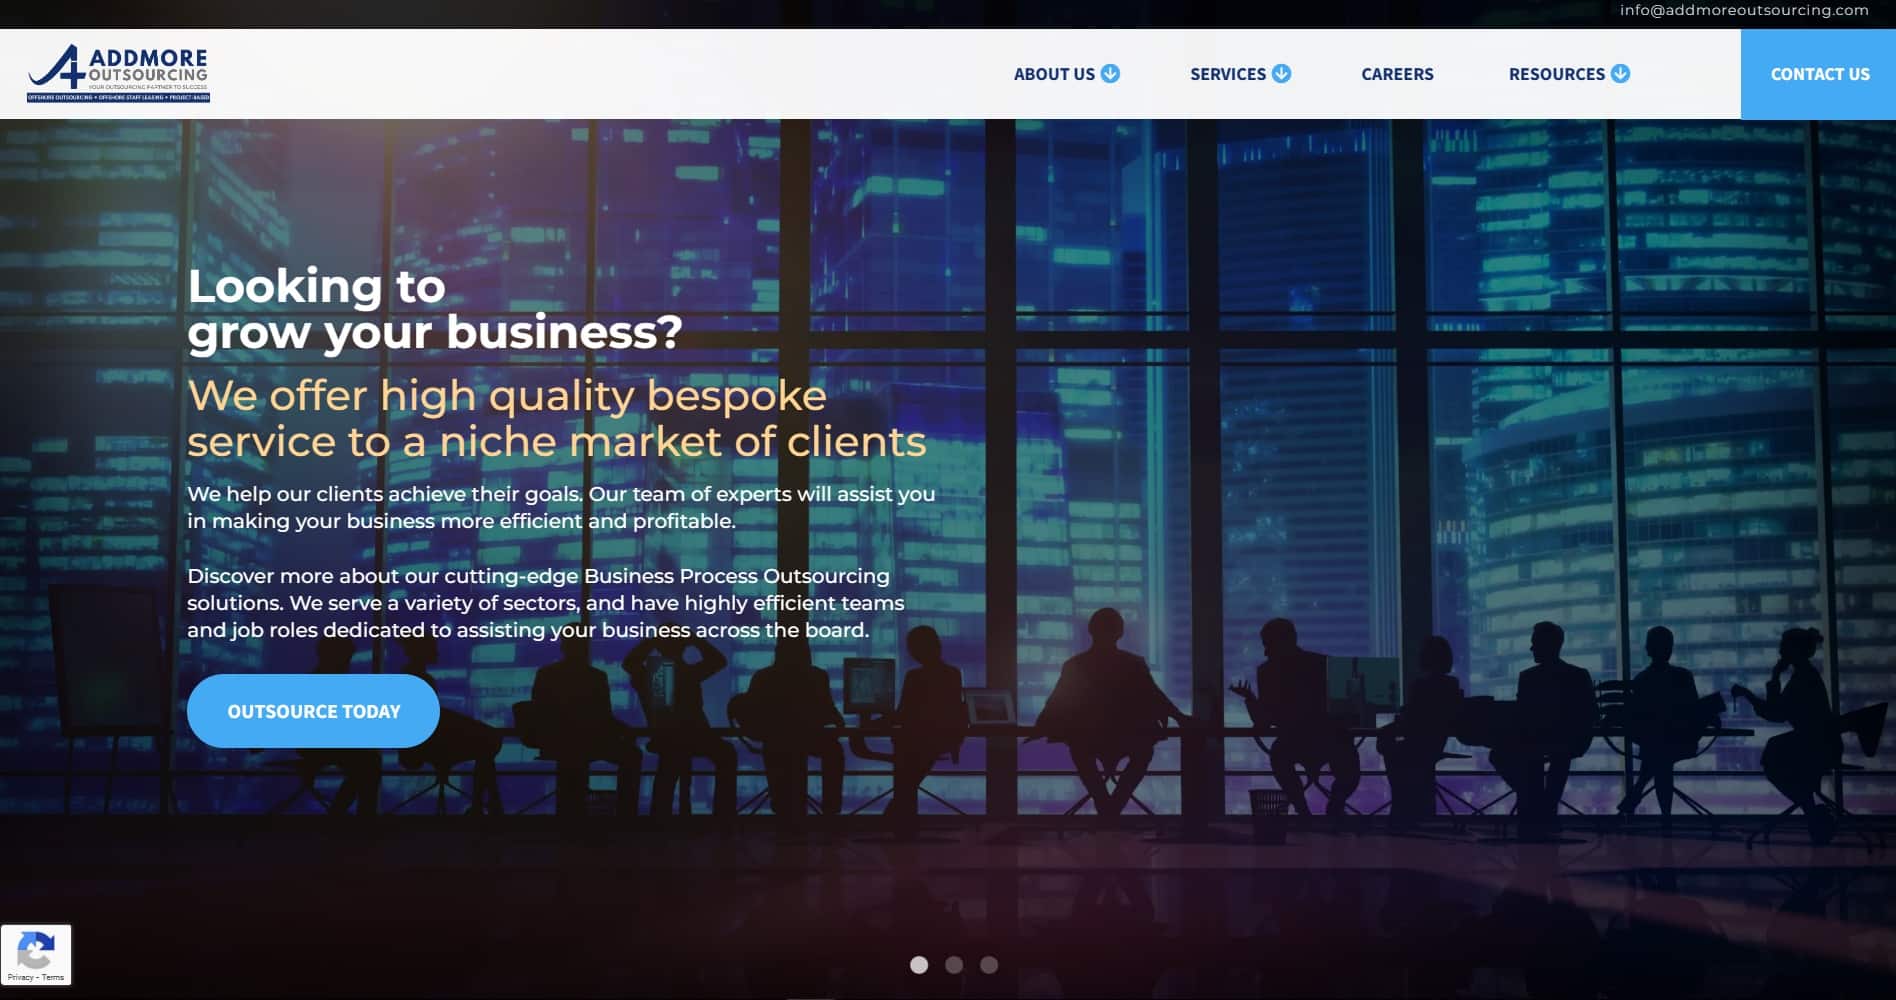 info@addmoreoutsourcing.com
ADDMORE
OUTSOURCING
YOUR OUTSOURCING PARTNER TO SUCCESS
OFFSHORE OUTSOURCING • OFFSHORE STAFF LEASING • PROJECT-BASED
ABOUT US
SERVICES
CAREERS
RESOURCES
CONTACT US
Looking to
grow your business?
We offer high quality bespoke
service to a niche market of clients
We help our clients achieve their goals. Our team of experts will assist you
in making your business more efficient and profitable.
Discover more about our cutting-edge Business Process Outsourcing
solutions. We serve a variety of sectors, and have highly efficient teams
and job roles dedicated to assisting your business across the board.
OUTSOURCE TODAY
Privacy - Terms